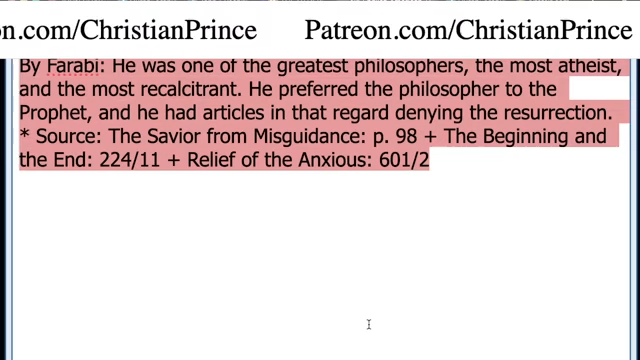 on.com/ChristianPrince Patreon.com/ChristianPrince
By Farabi: He was one of the greatest philosophers, the most atheist,
and the most recalcitrant. He preferred the philosopher to the
Prophet, and he had articles in that regard denying the resurrection.
* Source: The Savior from Misguidance: p. 98 + The Beginning and
the End: 224/11 + Relief of the Anxious: 601/2